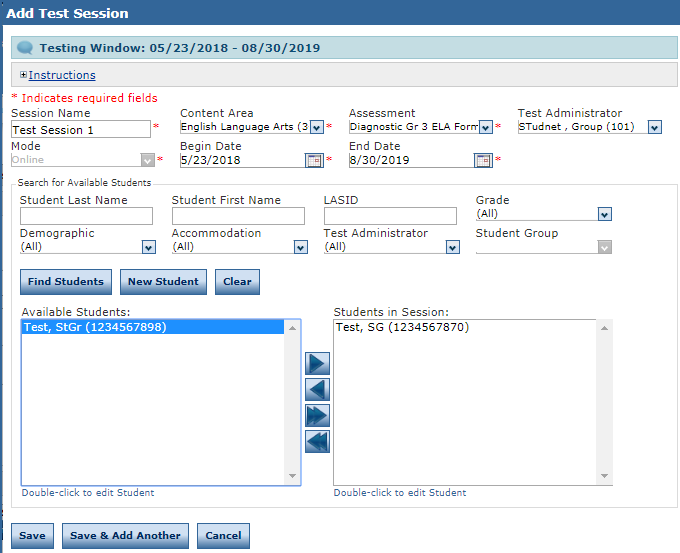 Add Test Session
Testing Window: 05/23/2018 - 08/30/2019
Instructions
* Indicates required fields
Session Name Content Area Assessment Test Administrator
Test Session 1 * English Language Arts (3 * Diagnostic Gr 3 ELA Form * STudnet , Group (101)
Mode Begin Date End Date
Online * 5/23/2018 * 8/30/2019 *
Search for Available Students
Student Last Name Student First Name LASID Grade
(All)
Demographic Accommodation Test Administrator Student Group
(All) (All) (All)
Find Students New Student Clear
Available Students: Students in Session:
Test, StGr (1234567898) Test, SG (1234567870)
Double-click to edit Student Double-click to edit Student
Save Save & Add Another Cancel